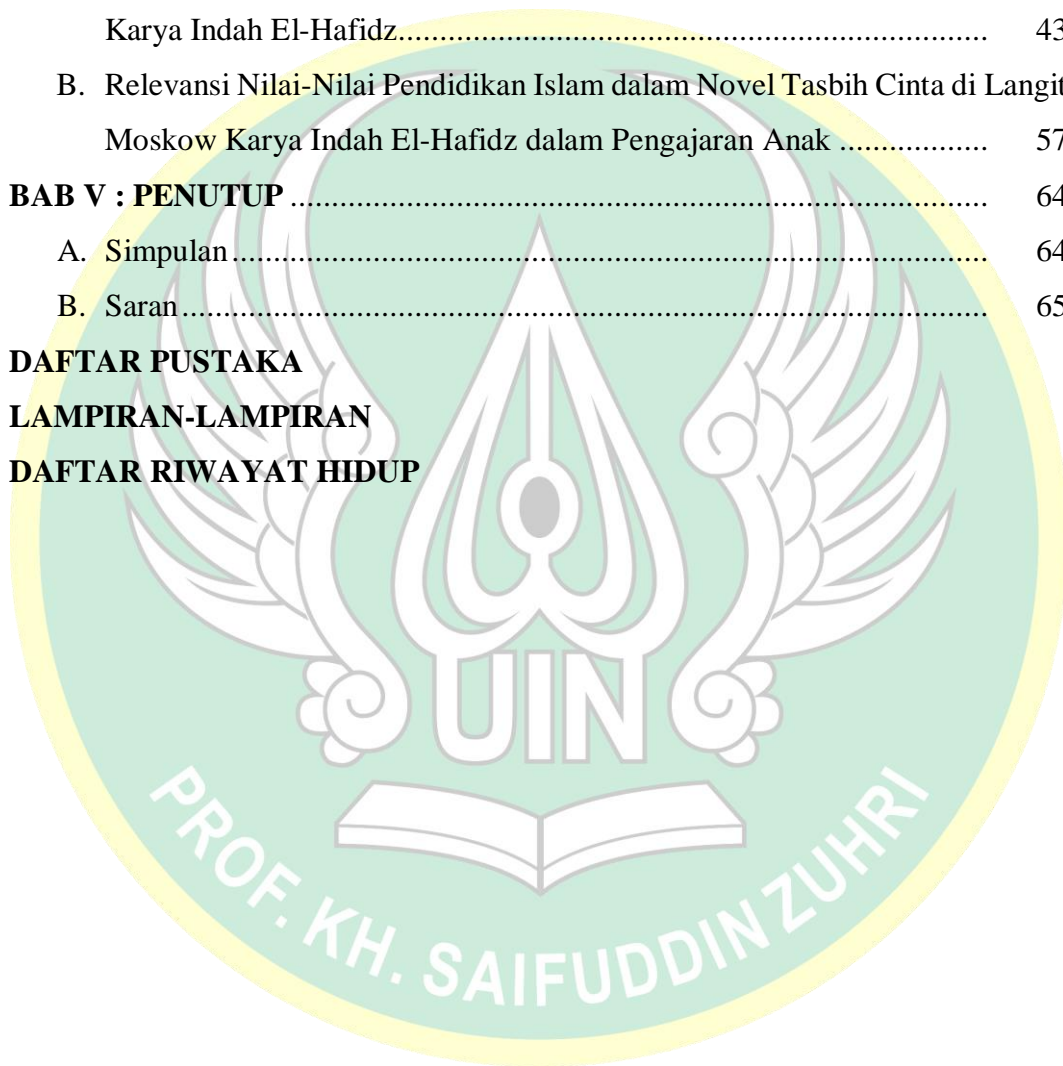 Karya Indah El-Hafidz........................................................................ 43
B. Relevansi Nilai-Nilai Pendidikan Islam dalam Novel Tasbih Cinta di Langit
Moskow Karya Indah El-Hafidz dalam Pengajaran Anak .................. 57
BAB V : PENUTUP ..................................................................................... 64
A. Simpulan ............................................................................................ 64
B. Saran .................................................................................................. 65
DAFTAR PUSTAKA
LAMPIRAN-LAMPIRAN
DAFTAR RIWAYAT HIDUP
UIN
PROF. KH. SAIFUDDIN ZUHRI